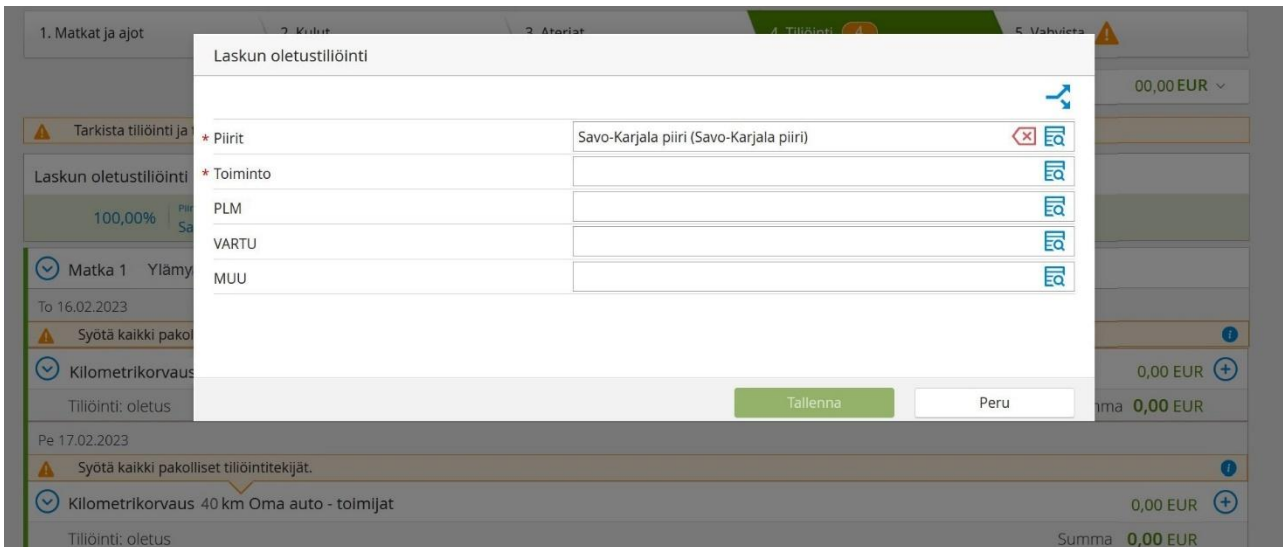 1. Matkat ja ajot 2. Kulut 3. Ateriat 4. Tiliöinti 4 5. Vahvista
Laskun oletustiliöinti
00,00 EUR
Tarkista tiliöinti ja
* Piirit Savo-Karjala piiri (Savo-Karjala piiri)
Laskun oletustiliöinti
* Toiminto
100,00%
PLM
VARTU
Matka 1
MUU
To 16.02.2023
Syötä kaikki
Kilometrikorvaus 0,00 EUR
Tallenna Peru
Tiliöinti: oletus 0,00 EUR
Pe 17.02.2023
Syötä kaikki pakolliset tiliöintitekijät.
Kilometrikorvaus 40 km Oma auto - toimijat 0,00 EUR
Tiliöinti: oletus Summa 0,00 EUR